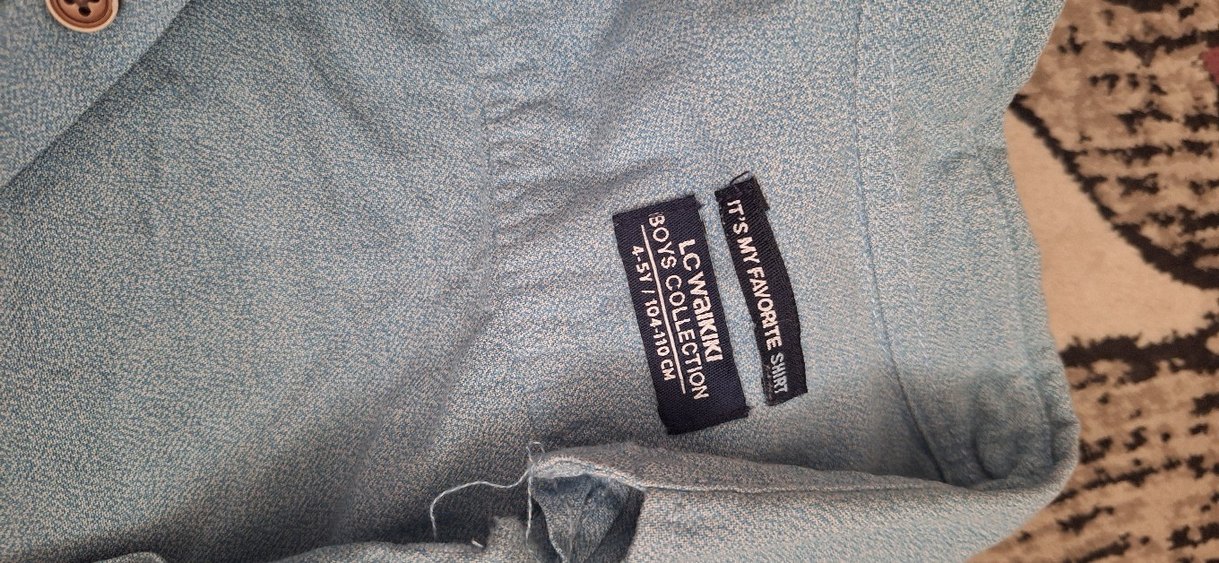 IT'S MY FAVORITE SHIRT
LC WAIKIKI
BOYS COLLECTION
4-5Y / 104-110 CM